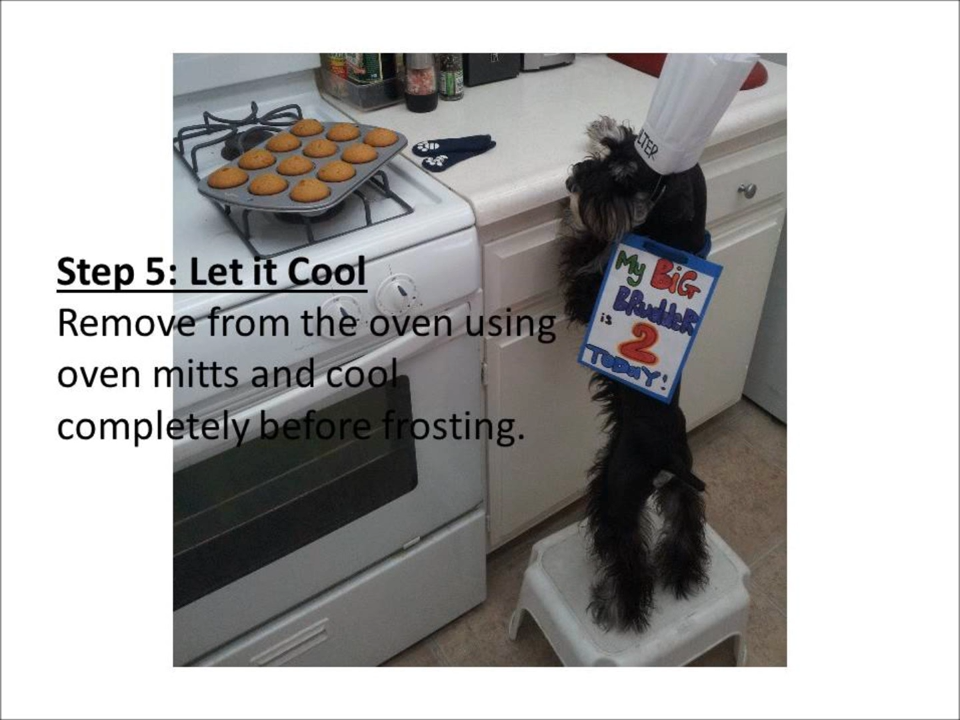 Step 5: Let it Cool
Remove from the oven using
oven mitts and cool
completely before frosting.
LTER
My BiG
BRuddeR
is
2
TODAY!